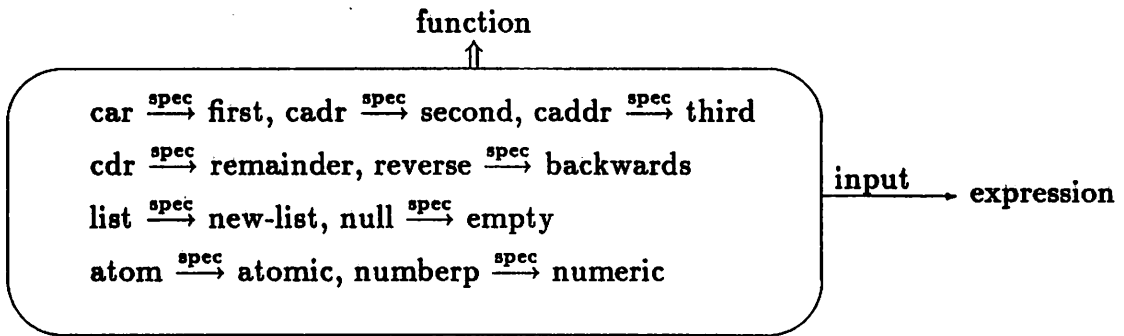 function
car spec first, cadr spec second, caddr spec third
cdr spec remainder, reverse spec backwards
input
expression
list spec new-list, null spec empty
atom spec atomic, numberp spec numeric